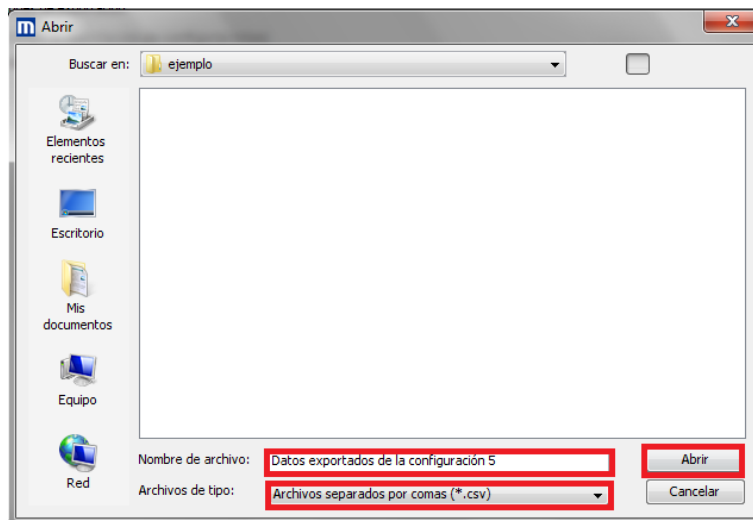 Abrir
Buscar en: ejemplo
Elementos
recientes
Escritorio
Mis
documentos
Equipo
Red
Nombre de archivo: Datos exportados de la configuración 5 Abrir
Archivos de tipo: Archivos separados por comas (*.csv) Cancelar